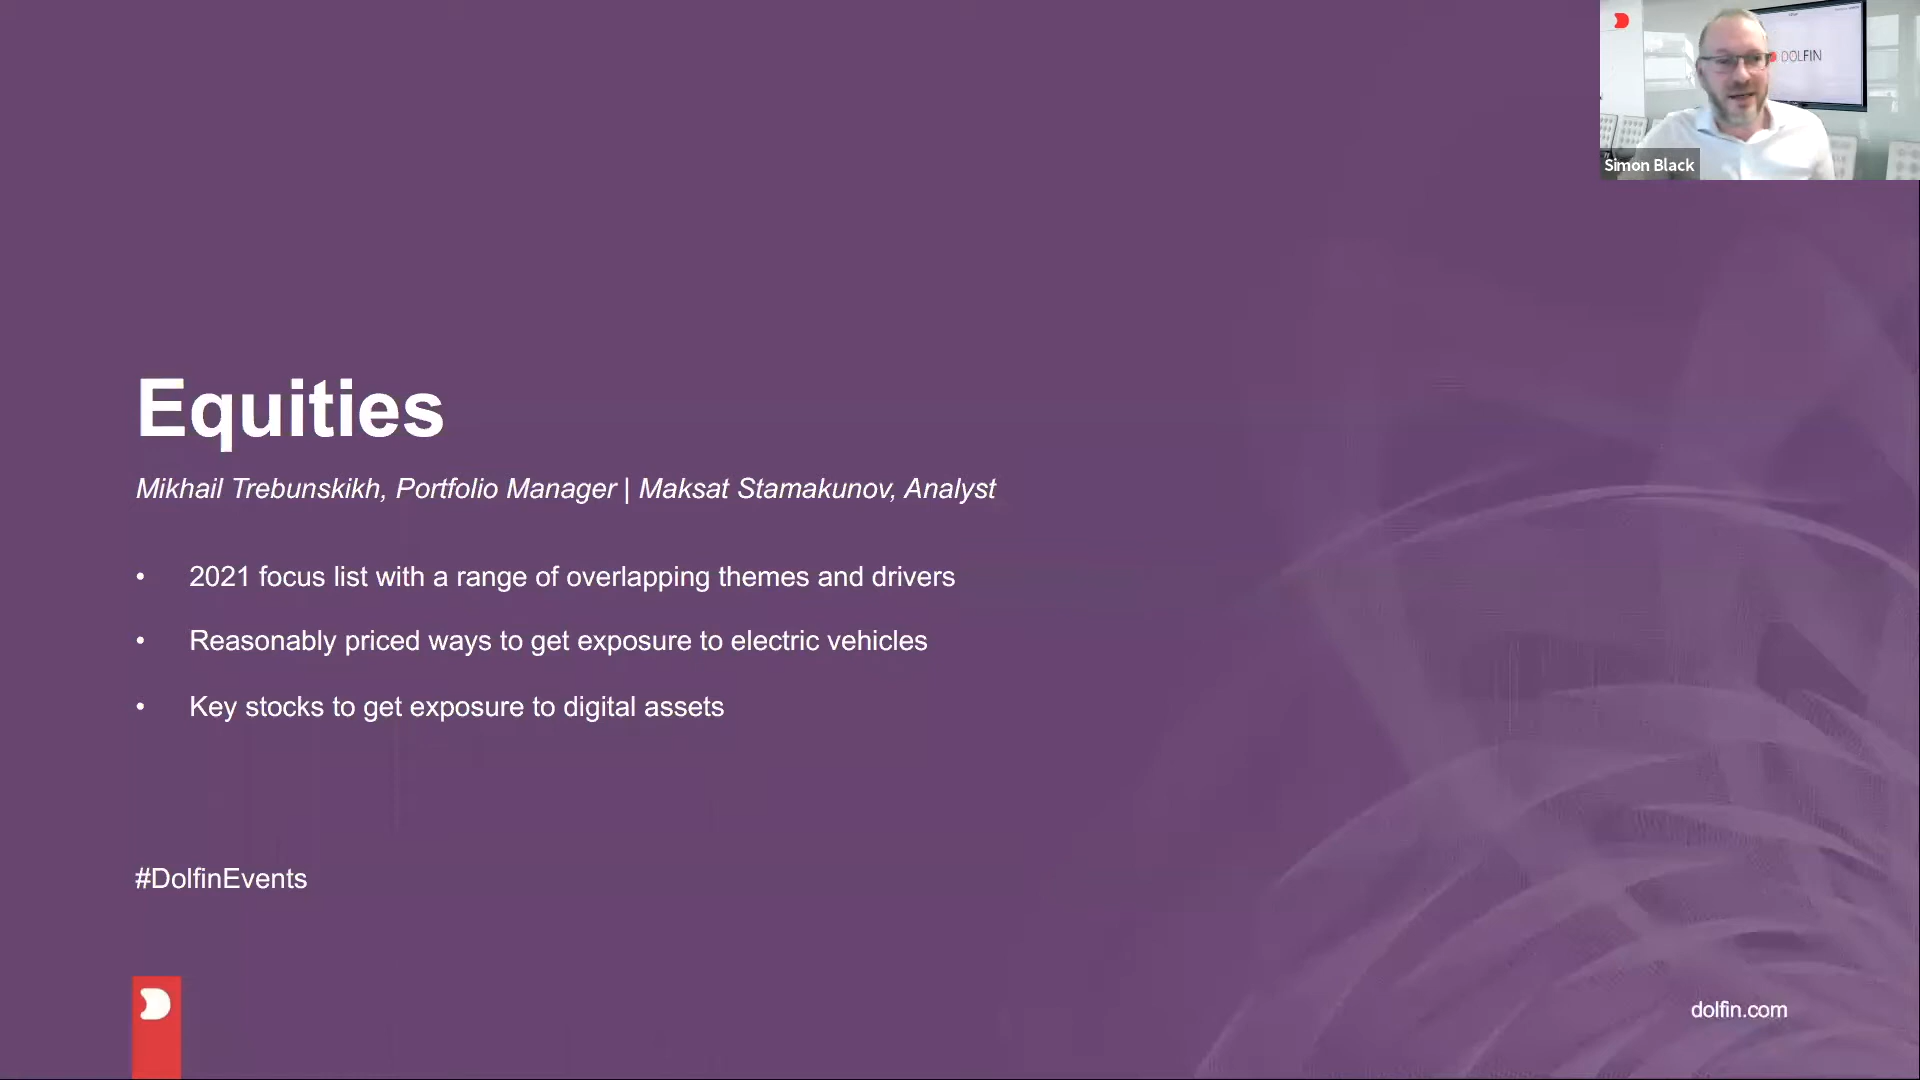 DOLFIN
Simon Black
Equities
Mikhail Trebunskikh, Portfolio Manager | Maksat Stamakunov, Analyst
• 2021 focus list with a range of overlapping themes and drivers
• Reasonably priced ways to get exposure to electric vehicles
• Key stocks to get exposure to digital assets
#DolfinEvents
dolfin.com